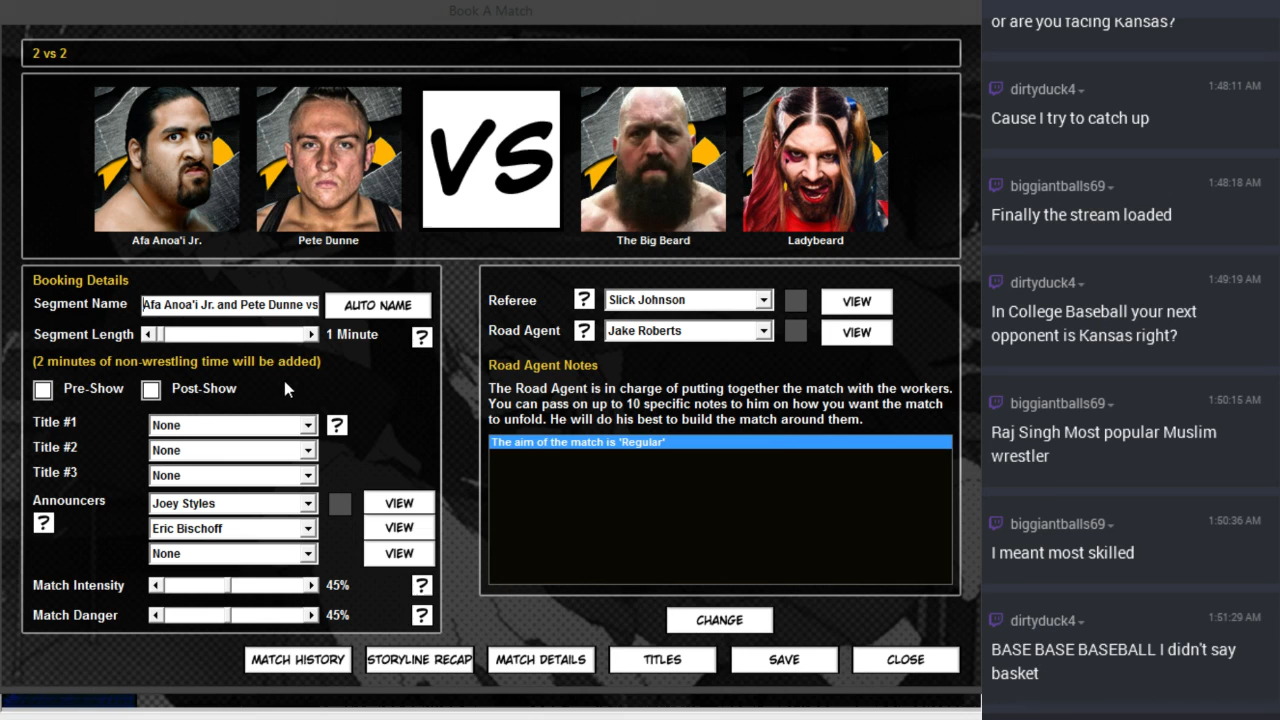 Book A Match
2 vs 2
VS
Afa Anoa'i Jr.
Pete Dunne
The Big Beard
Ladybeard
Booking Details
Segment Name
Afa Anoa'i Jr. and Pete Dunne vs
AUTO NAME
Segment Length
1 Minute
?
(2 minutes of non-wrestling time will be added)
Pre-Show
Post-Show
Title #1
None
?
Title #2
None
Title #3
None
Announcers
Joey Styles
VIEW
?
Eric Bischoff
VIEW
None
VIEW
Match Intensity
45%
?
Match Danger
45%
?
Referee
?
Slick Johnson
VIEW
Road Agent
?
Jake Roberts
VIEW
Road Agent Notes
The Road Agent is in charge of putting together the match with the workers.
You can pass on up to 10 specific notes to him on how you want the match
to unfold. He will do his best to build the match around them.
The aim of the match is 'Regular'
CHANGE
MATCH HISTORY
STORYLINE RECAP
MATCH DETAILS
TITLES
SAVE
CLOSE
or are you facing Kansas?
dirtyduck4
1:48:11 AM
Cause I try to catch up
biggiantballs69
1:48:18 AM
Finally the stream loaded
dirtyduck4
1:49:19 AM
In College Baseball your next
opponent is Kansas right?
biggiantballs69
1:50:15 AM
Raj Singh Most popular Muslim
wrestler
biggiantballs69
1:50:36 AM
I meant most skilled
dirtyduck4
1:51:29 AM
BASE BASE BASEBALL I didn't say
basket